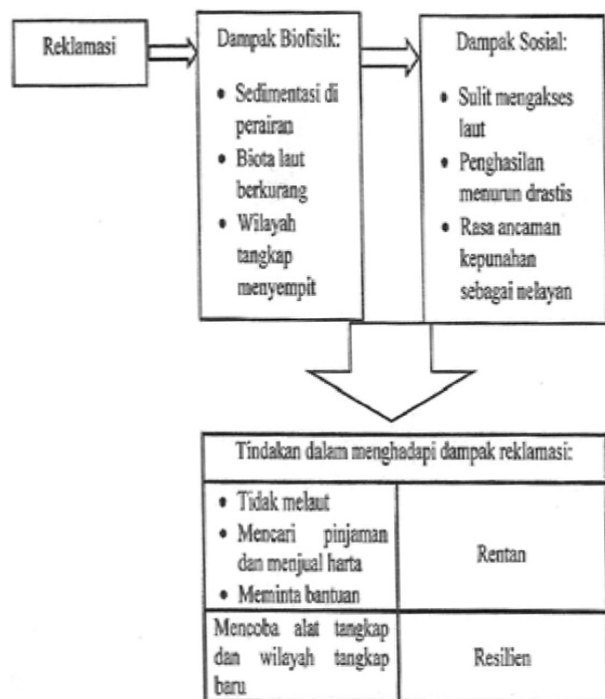 Reklamasi
Dampak Biofisik:
• Sedimentasi di
perairan
• Biota laut
berkurang
• Wilayah
tangkap
menyempit
Dampak Sosial:
• Sulit mengakses
laut
• Penghasilan
menurun drastis
• Rasa ancaman
kepunahan
sebagai nelayan
Tindakan dalam menghadapi dampak reklamasi:
• Tidak melaut
• Mencari pinjaman
dan menjual harta
• Meminta bantuan
Rentan
Mencoba alat tangkap
dan wilayah tangkap
baru
Resilien